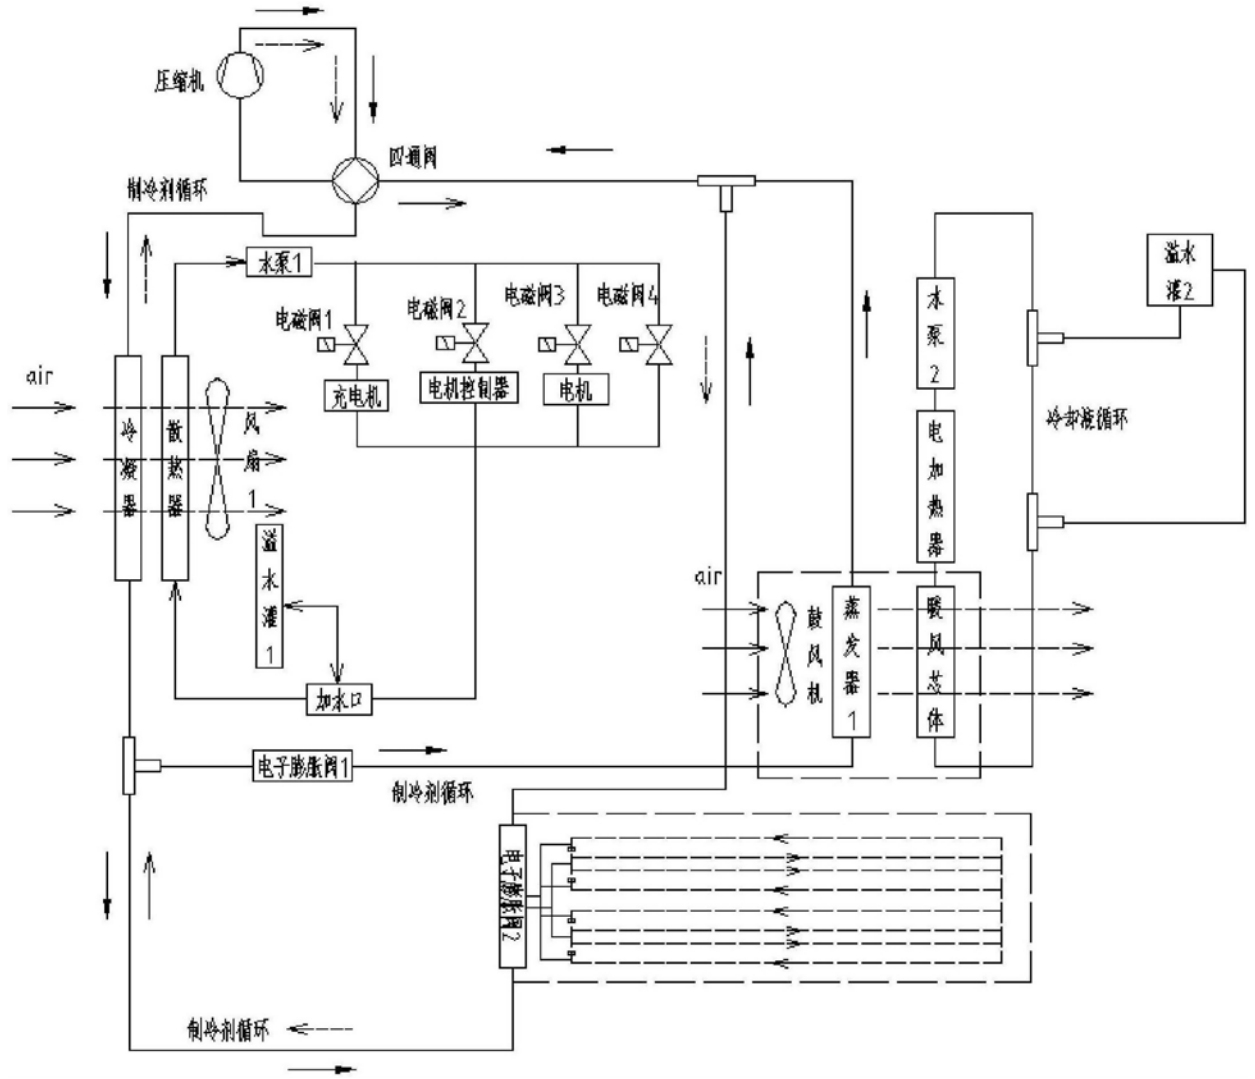 压缩机
四通阀
制冷剂循环
水泵1
电磁阀1
电磁阀2
电磁阀3
电磁阀4
溢水
罐2
水泵2
air
冷凝器
散热器
风扇1
充电机
电机控制器
电机
电加热器
冷却液循环
溢水罐1
加水口
air
鼓风机
蒸发器1
暖风芯体
电子膨胀阀1
制冷剂循环
电子膨胀阀2
制冷剂循环